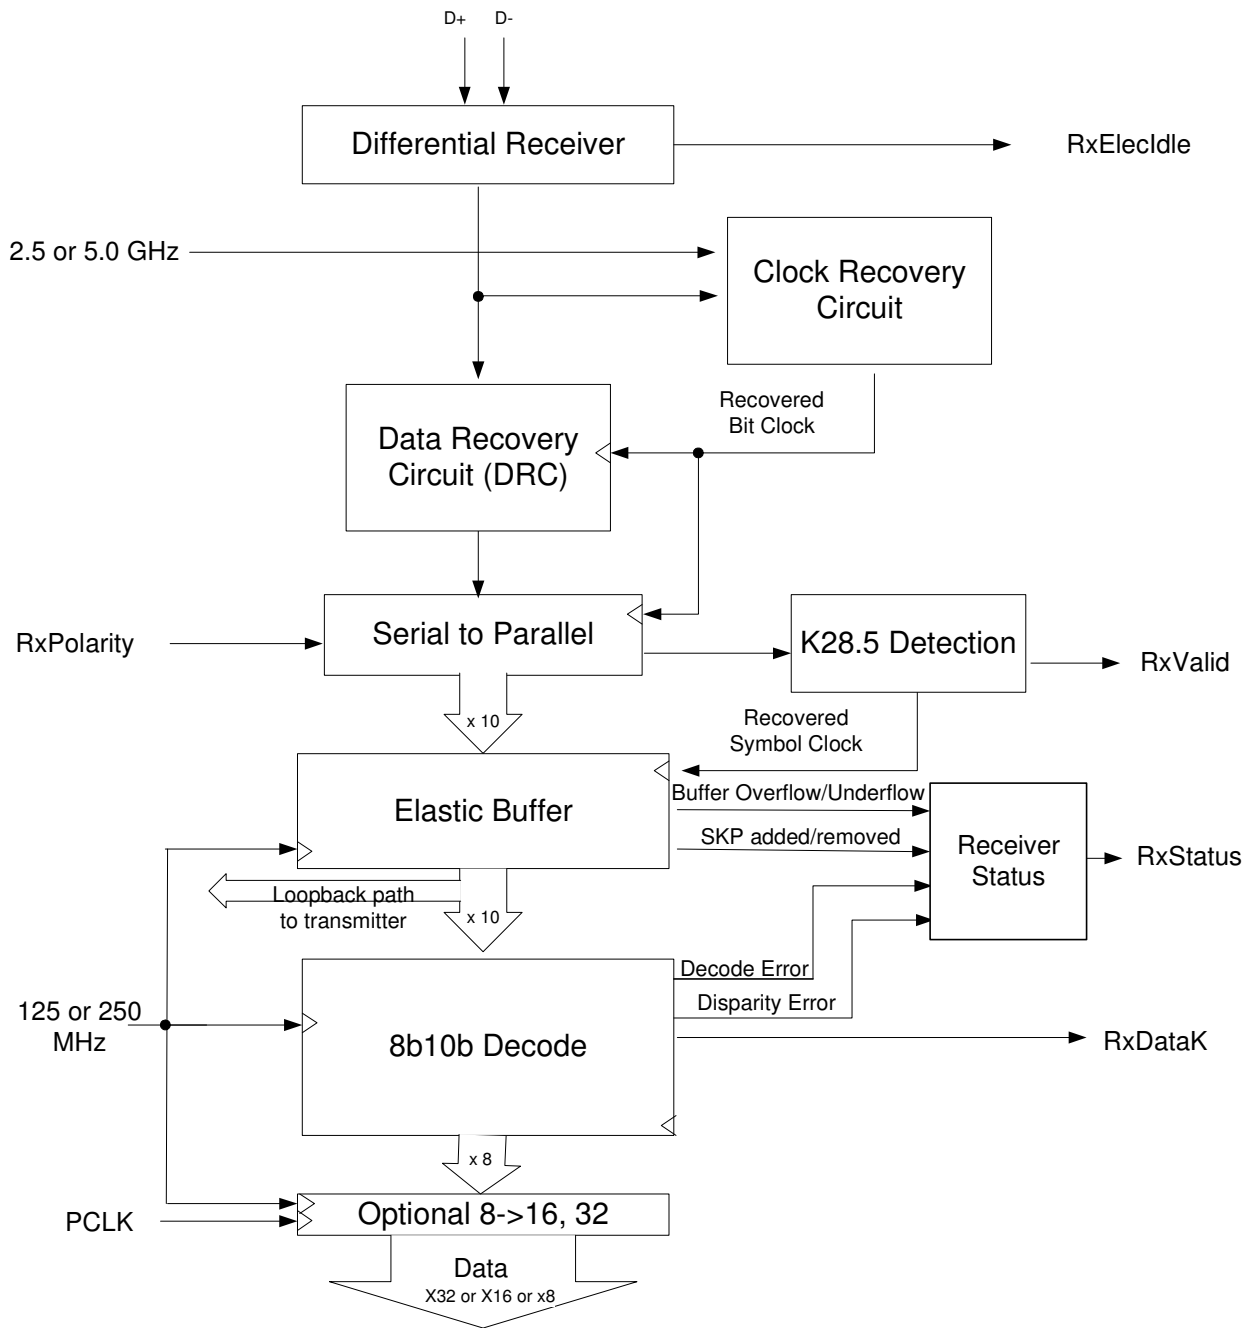 D+ D-
Differential Receiver
RxElecIdle
2.5 or 5.0 GHz
Clock Recovery
Circuit
Recovered
Bit Clock
Data Recovery
Circuit (DRC)
RxPolarity
Serial to Parallel
K28.5 Detection
RxValid
x 10
Recovered
Symbol Clock
Elastic Buffer
Buffer Overflow/Underflow
SKP added/removed
Receiver
Status
RxStatus
Loopback path
to transmitter
x 10
Decode Error
Disparity Error
125 or 250
MHz
8b10b Decode
RxDataK
x 8
PCLK
Optional 8->16, 32
Data
X32 or X16 or x8